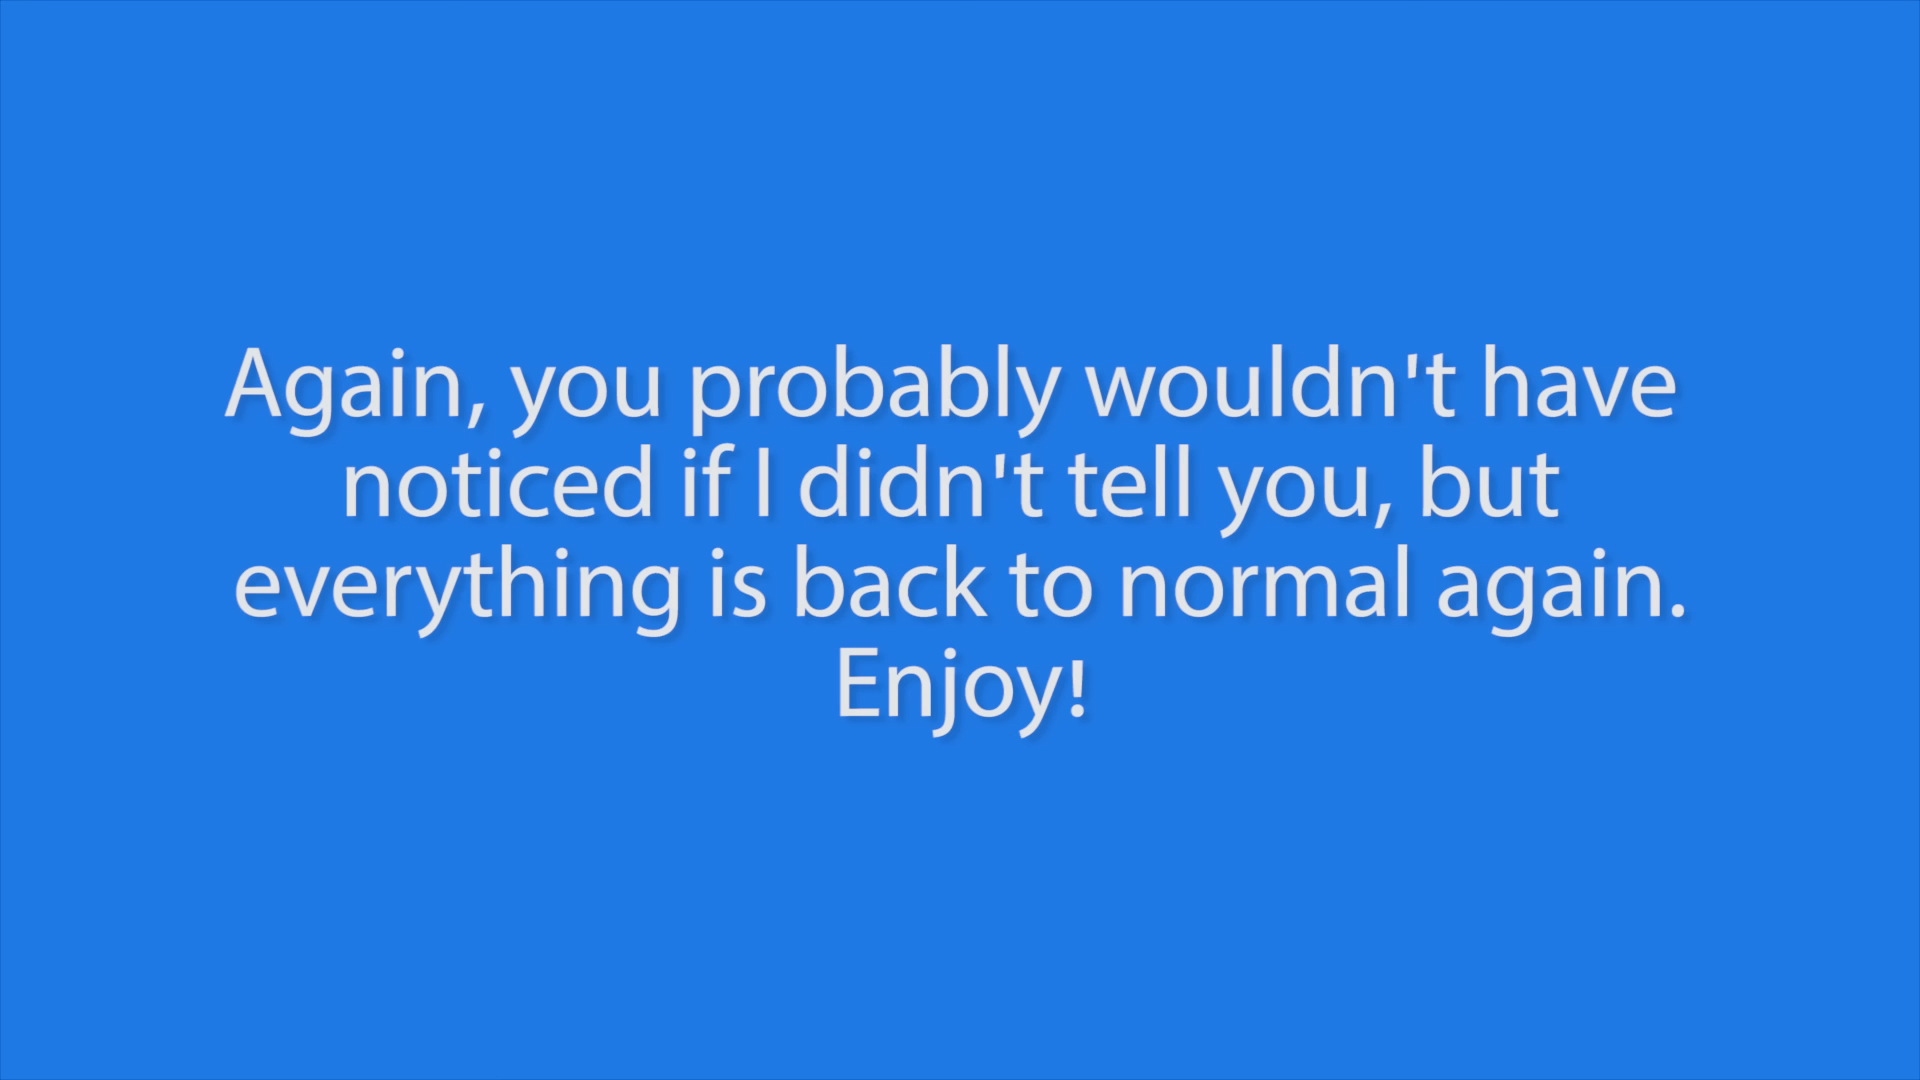 Again, you probably wouldn't have
noticed if I didn't tell you, but
everything is back to normal again.
Enjoy!